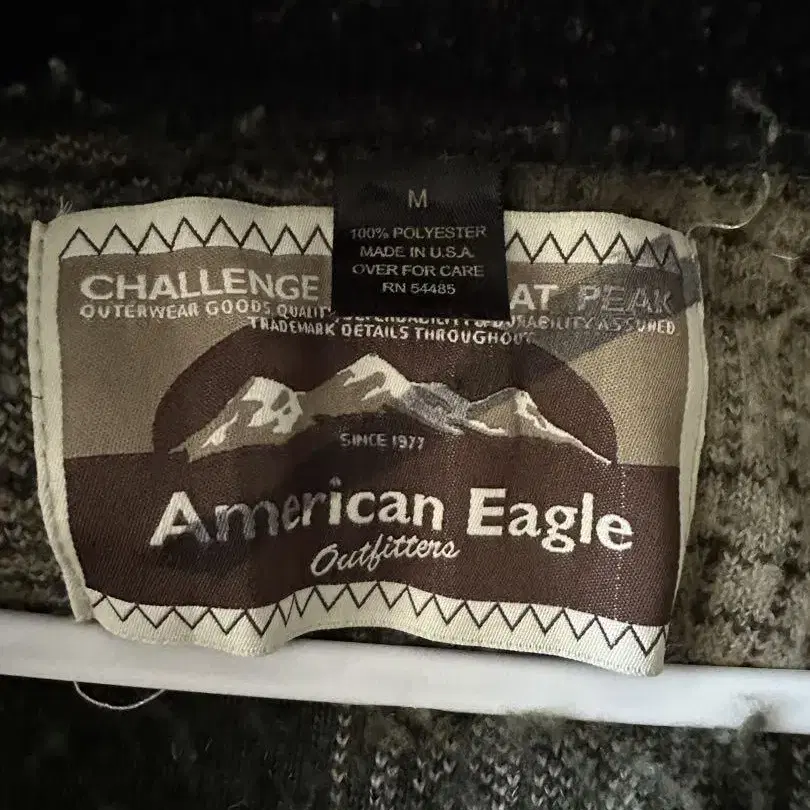 M
100% POLYESTER
MADE IN U.S.A.
OVER FOR CARE
RN 54485
CHALLENGE AT PEAK
OUTERWEAR GOODS QUALIT DURABILITY ASSURED
TRADEMARK DETAILS THROUGHOUT
SINCE 1977
American Eagle
Outfitters